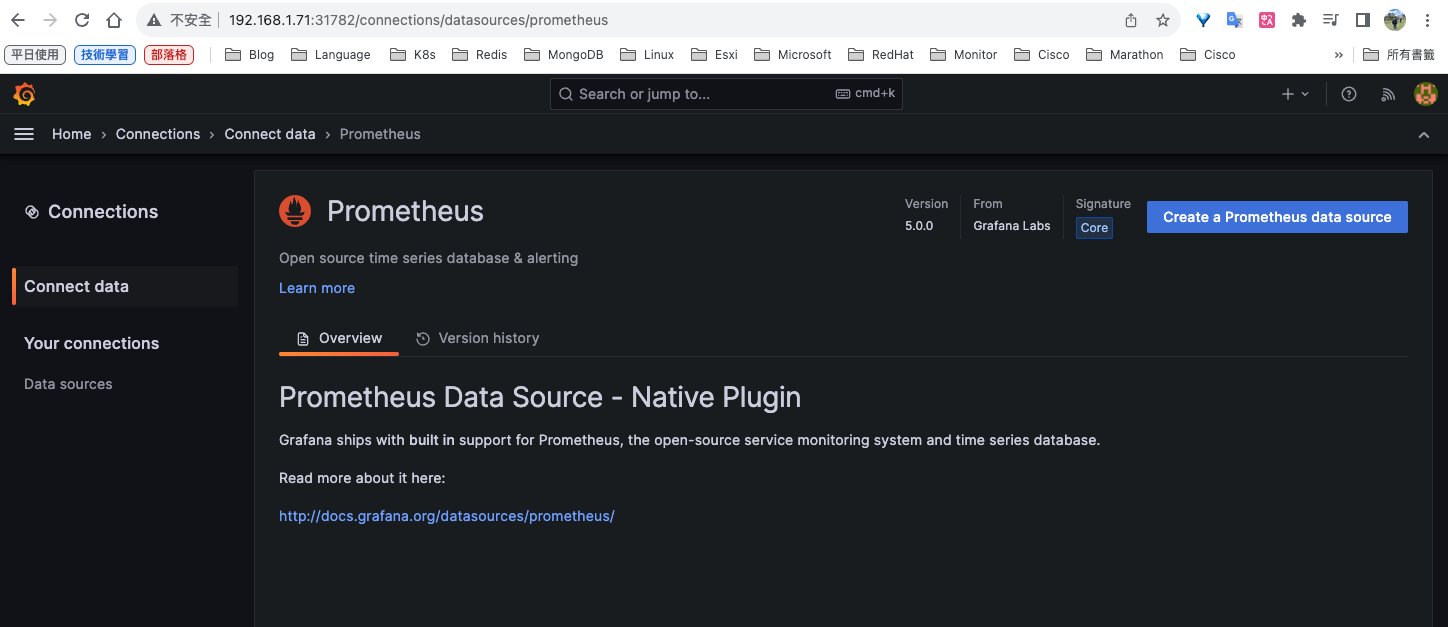 不安全 192.168.1.71:31782/connections/datasources/prometheus
平日使用 技術學習 部落格 Blog Language K8s Redis MongoDB Linux Esxi Microsoft RedHat Monitor Cisco Marathon Cisco » 所有書籤
Search or jump to... cmd+k
Home › Connections › Connect data › Prometheus
Connections
Connect data
Your connections
Data sources
Prometheus
Version
5.0.0
From
Grafana Labs
Signature
Core
Create a Prometheus data source
Open source time series database & alerting
Learn more
Overview Version history
Prometheus Data Source - Native Plugin
Grafana ships with built in support for Prometheus, the open-source service monitoring system and time series database.
Read more about it here:
http://docs.grafana.org/datasources/prometheus/